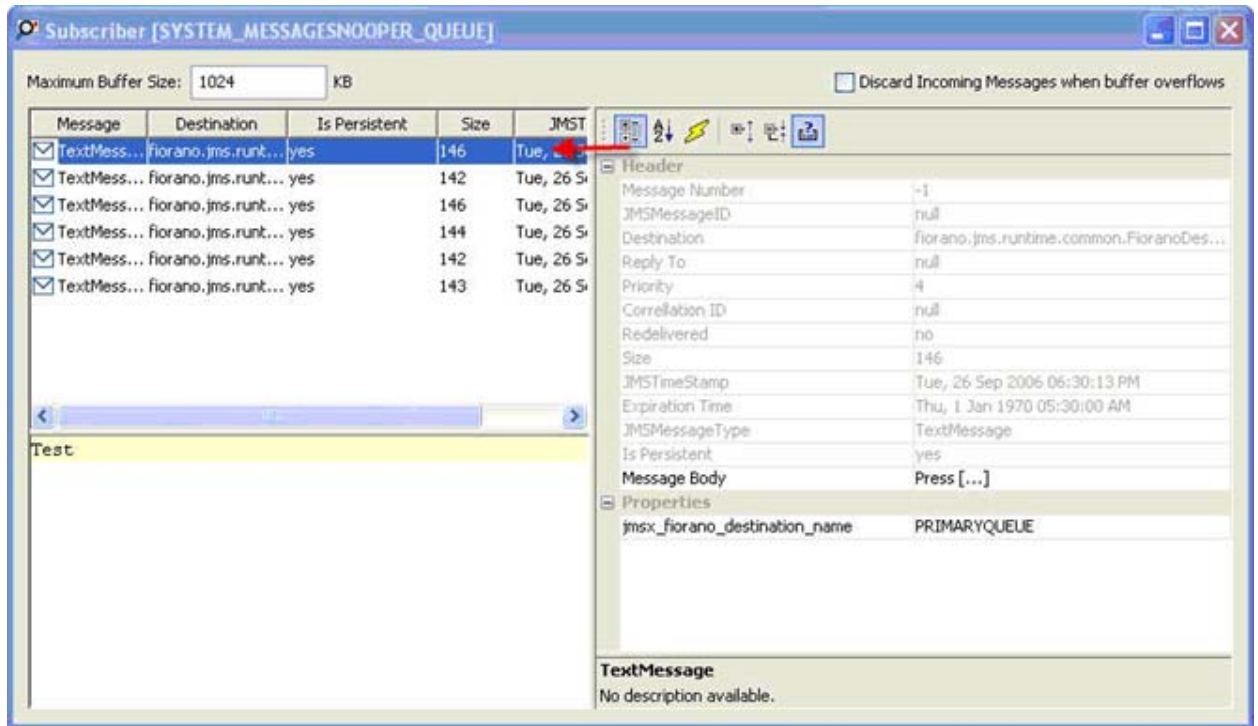 Subscriber [SYSTEM_MESSAGESNOOPER_QUEUE]
Maximum Buffer Size: 1024 KB
Discard Incoming Messages when buffer overflows
Message Destination Is Persistent Size JMST
TextMess... fiorano.jms.runt... yes 146 Tue,
TextMess... fiorano.jms.runt... yes 142 Tue, 26 S
TextMess... fiorano.jms.runt... yes 146 Tue, 26 S
TextMess... fiorano.jms.runt... yes 144 Tue, 26 S
TextMess... fiorano.jms.runt... yes 142 Tue, 26 S
TextMess... fiorano.jms.runt... yes 143 Tue, 26 S
Test
Header
Message Number -1
JMSMessageID null
Destination fiorano.jms.runtime.common.FioranoDes...
Reply To null
Priority 4
Correllation ID null
Redelivered no
Size 146
JMSTimeStamp Tue, 26 Sep 2006 06:30:13 PM
Expiration Time Thu, 1 Jan 1970 05:30:00 AM
JMSMessageType TextMessage
Is Persistent yes
Message Body Press [...]
Properties
jmsx_fiorano_destination_name PRIMARYQUEUE
TextMessage
No description available.